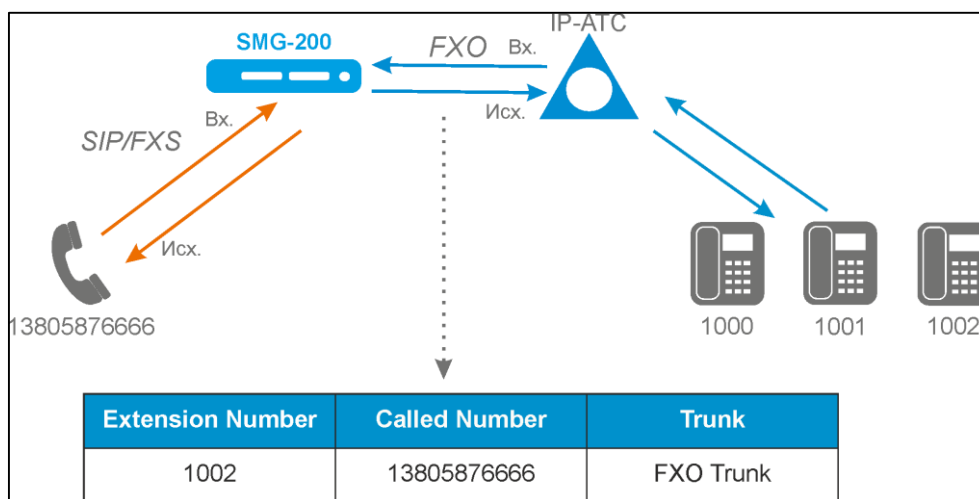 IP-АТС
SMG-200
FXO
Вх.
Исх.
Вх.
SIP/FXS
Исх.
13805876666
1000
1001
1002
Extension Number Called Number Trunk
1002 13805876666 FXO Trunk